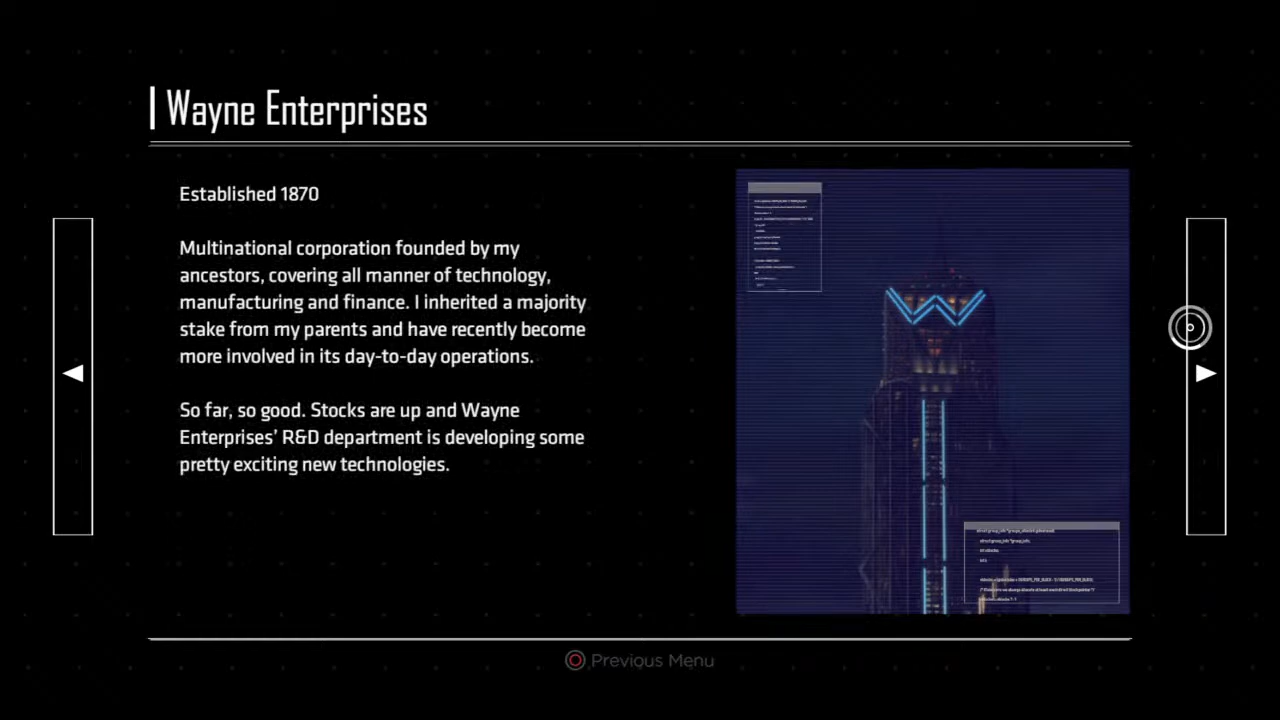 Wayne Enterprises
Established 1870
Multinational corporation founded by my
ancestors, covering all manner of technology,
manufacturing and finance. I inherited a majority
stake from my parents and have recently become
more involved in its day-to-day operations.
So far, so good. Stocks are up and Wayne
Enterprises' R&D department is developing some
pretty exciting new technologies.
Previous Menu